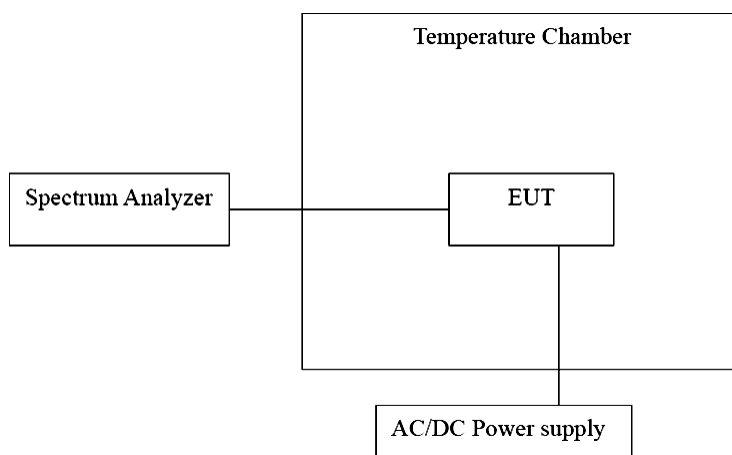 Temperature Chamber
Spectrum Analyzer
EUT
AC/DC Power supply